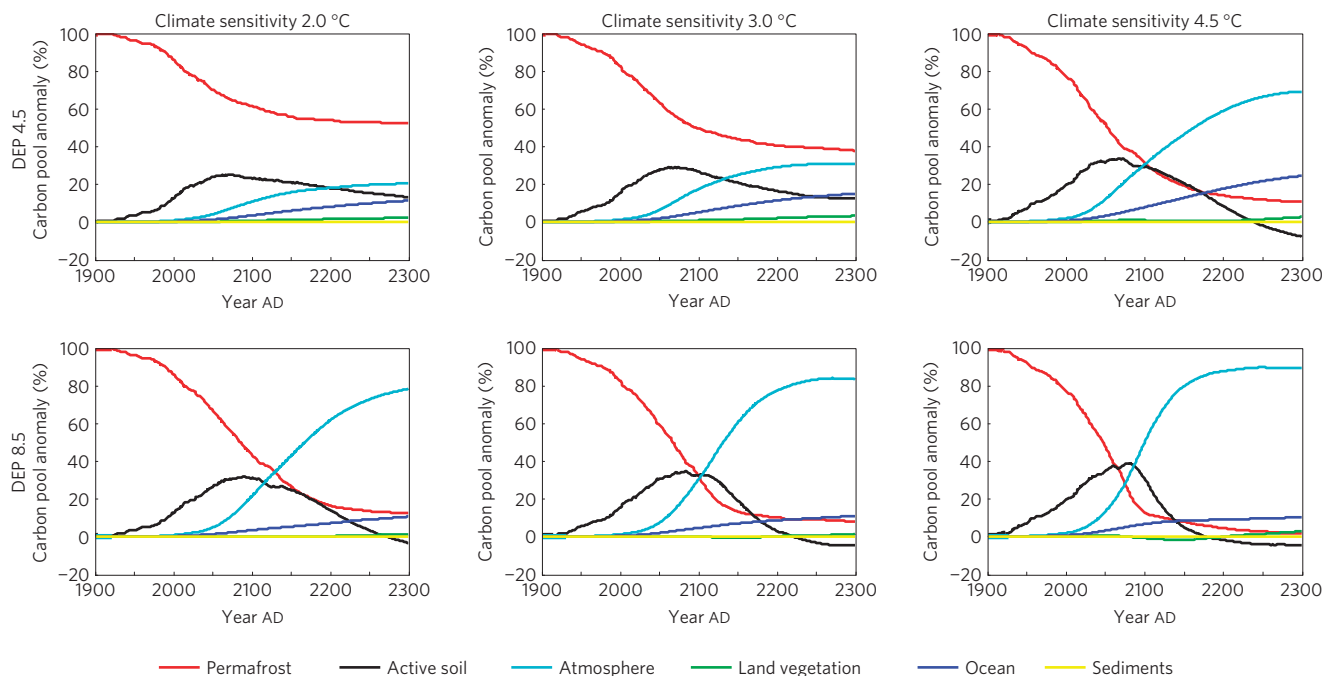 Climate sensitivity 2.0 °C
Climate sensitivity 3.0 °C
Climate sensitivity 4.5 °C
DEP 4.5
Carbon pool anomaly (%)
100
80
60
40
20
0
−20
1900 2000 2100 2200 2300
Year AD
Carbon pool anomaly (%)
100
80
60
40
20
0
−20
1900 2000 2100 2200 2300
Year AD
Carbon pool anomaly (%)
100
80
60
40
20
0
−20
1900 2000 2100 2200 2300
Year AD
DEP 8.5
Carbon pool anomaly (%)
100
80
60
40
20
0
−20
1900 2000 2100 2200 2300
Year AD
Carbon pool anomaly (%)
100
80
60
40
20
0
−20
1900 2000 2100 2200 2300
Year AD
Carbon pool anomaly (%)
100
80
60
40
20
0
−20
1900 2000 2100 2200 2300
Year AD
Permafrost Active soil Atmosphere Land vegetation Ocean Sediments